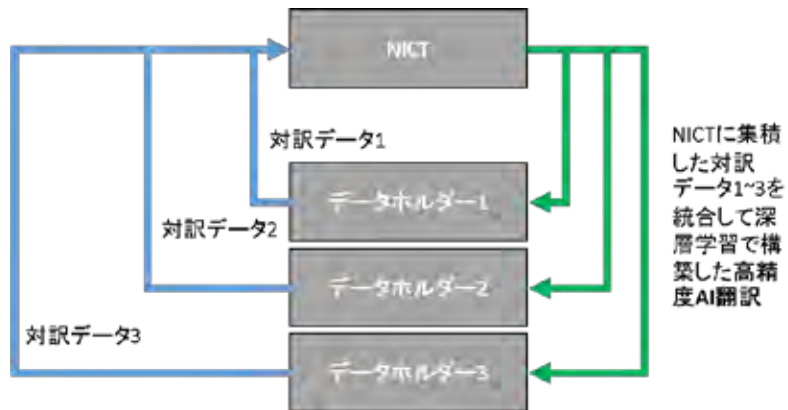 NICT
対訳データ1
データホルダー1
対訳データ2
データホルダー2
対訳データ3
データホルダー3
NICTに集積
した対訳
データ1~3を
統合して深
層学習で構
築した高精
度AI翻訳